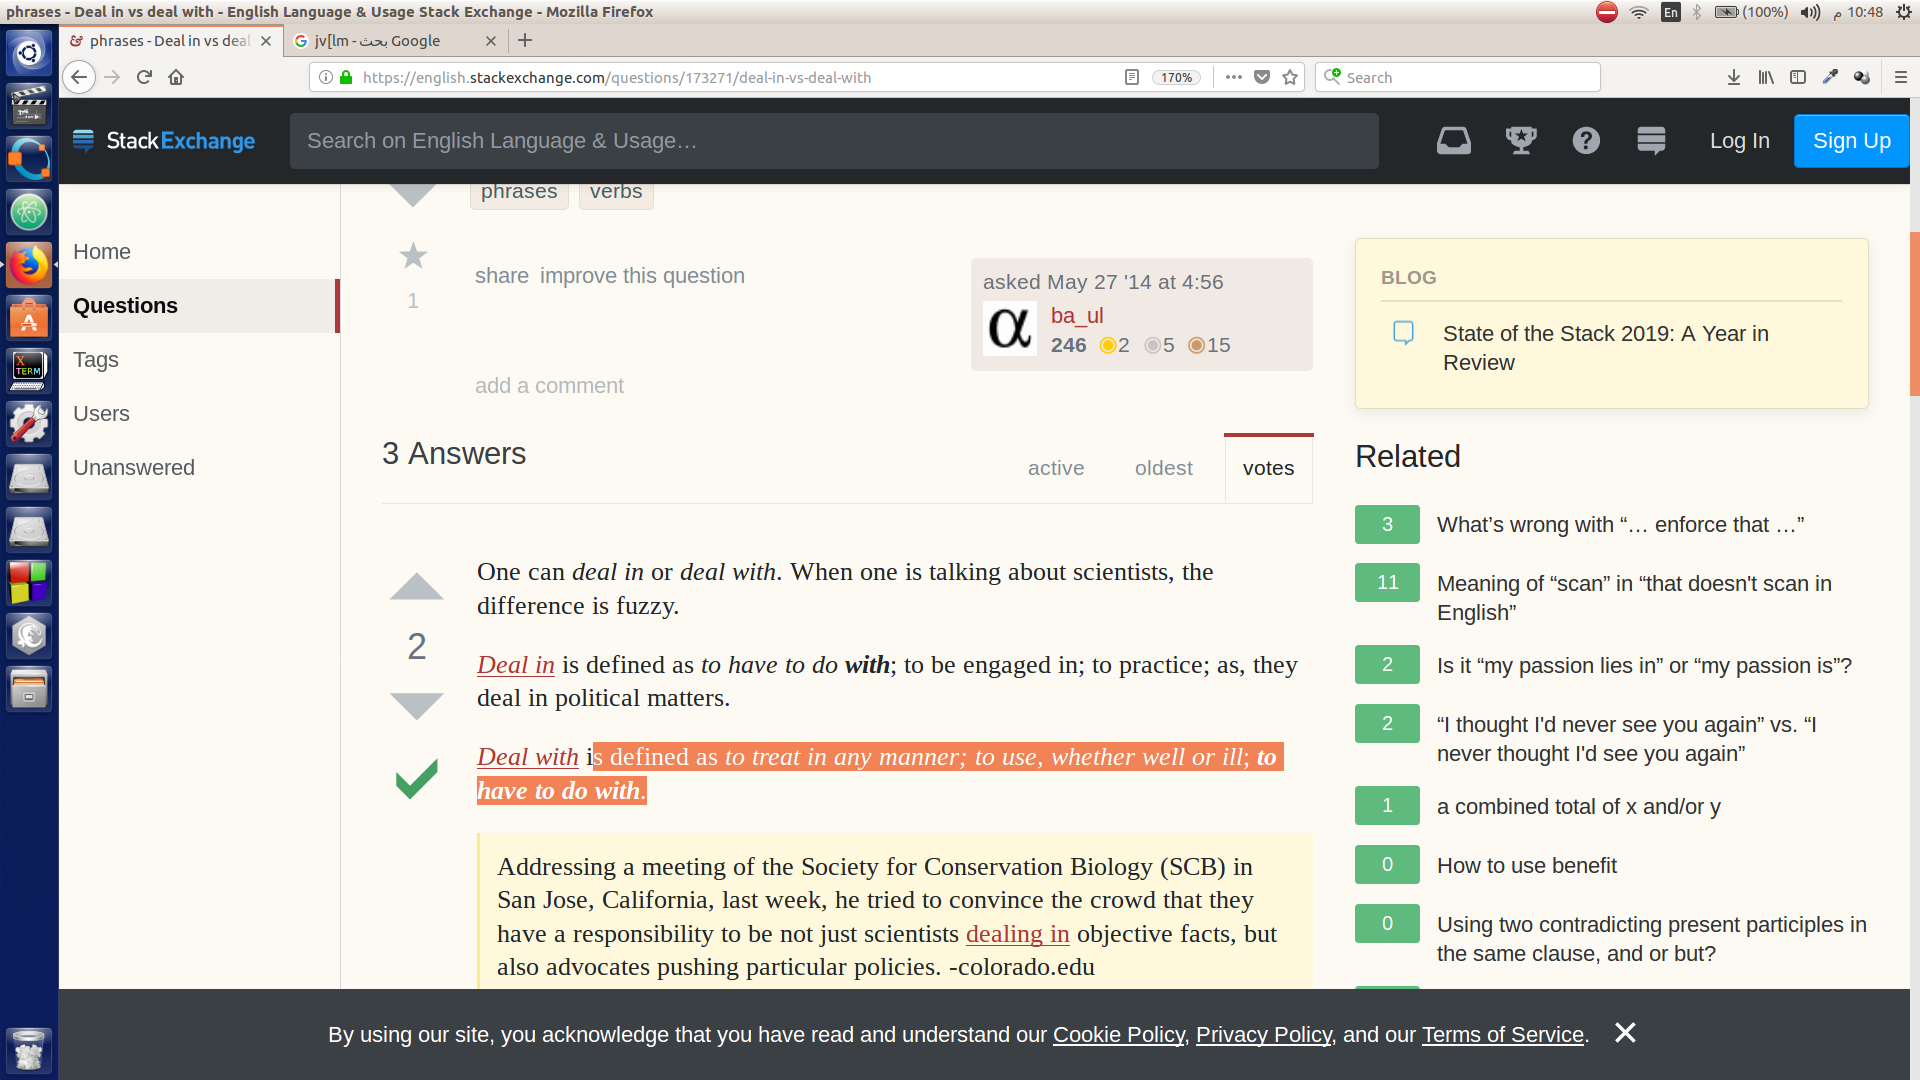 phrases - Deal in vs deal with - English Language & Usage Stack Exchange - Mozilla Firefox
En (100%) م 10:48
phrases - Deal in vs deal
jv[lm - بحث Google
https://english.stackexchange.com/questions/173271/deal-in-vs-deal-with
170%
Search
StackExchange
Search on English Language & Usage…
Log In
Sign Up
phrases verbs
Home
Questions
Tags
Users
Unanswered
1
share improve this question
asked May 27 '14 at 4:56
α
ba_ul
246 2 5 15
add a comment
3 Answers
active oldest votes
2
One can deal in or deal with. When one is talking about scientists, the
difference is fuzzy.
Deal in is defined as to have to do with; to be engaged in; to practice; as, they
deal in political matters.
Deal with is defined as to treat in any manner; to use, whether well or ill; to
have to do with.
Addressing a meeting of the Society for Conservation Biology (SCB) in
San Jose, California, last week, he tried to convince the crowd that they
have a responsibility to be not just scientists dealing in objective facts, but
also advocates pushing particular policies. -colorado.edu
BLOG
State of the Stack 2019: A Year in
Review
Related
3 What’s wrong with “… enforce that …”
11 Meaning of “scan” in “that doesn't scan in
English”
2 Is it “my passion lies in” or “my passion is”?
2 “I thought I'd never see you again” vs. “I
never thought I'd see you again”
1 a combined total of x and/or y
0 How to use benefit
0 Using two contradicting present participles in
the same clause, and or but?
By using our site, you acknowledge that you have read and understand our Cookie Policy, Privacy Policy, and our Terms of Service.
X
TERM